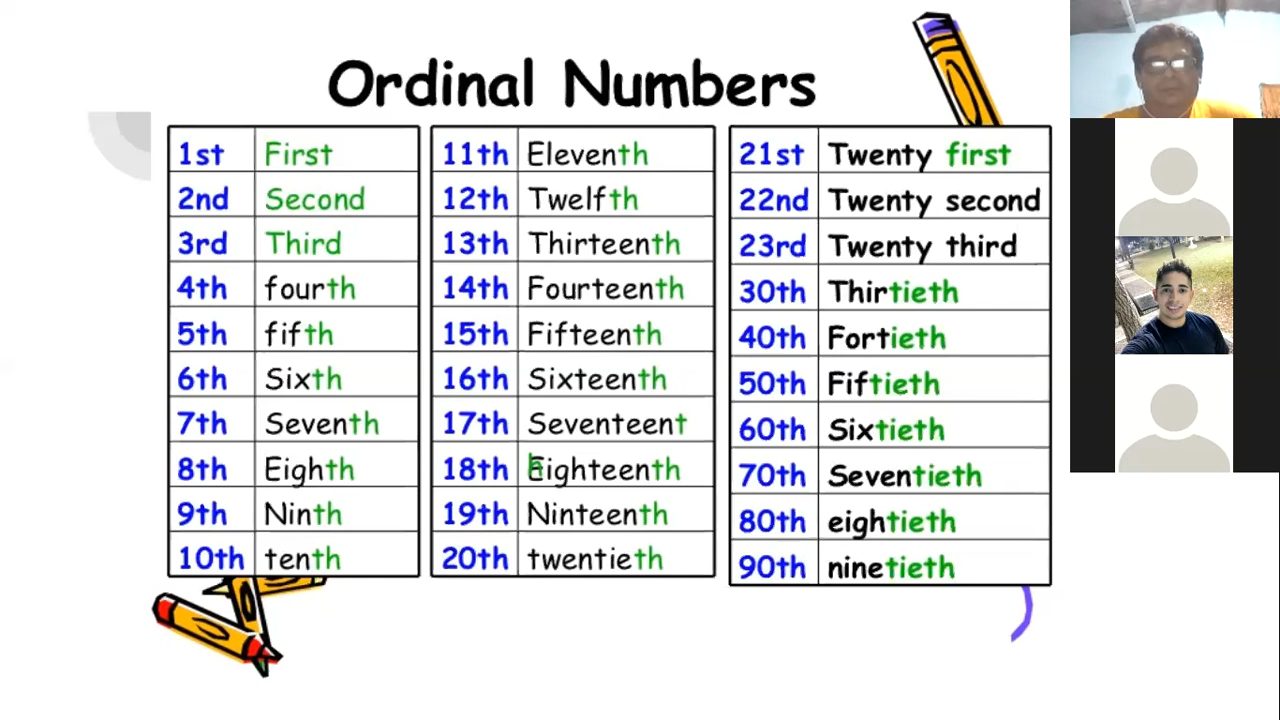 Ordinal Numbers
1st First
2nd Second
3rd Third
4th fourth
5th fifth
6th Sixth
7th Seventh
8th Eighth
9th Ninth
10th tenth
11th Eleventh
12th Twelfth
13th Thirteenth
14th Fourteenth
15th Fifteenth
16th Sixteenth
17th Seventeent
h
18th Eighteenth
19th Ninteenth
20th twentieth
21st Twenty first
22nd Twenty second
23rd Twenty third
30th Thirtieth
40th Fortieth
50th Fiftieth
60th Sixtieth
70th Seventieth
80th eightieth
90th ninetieth